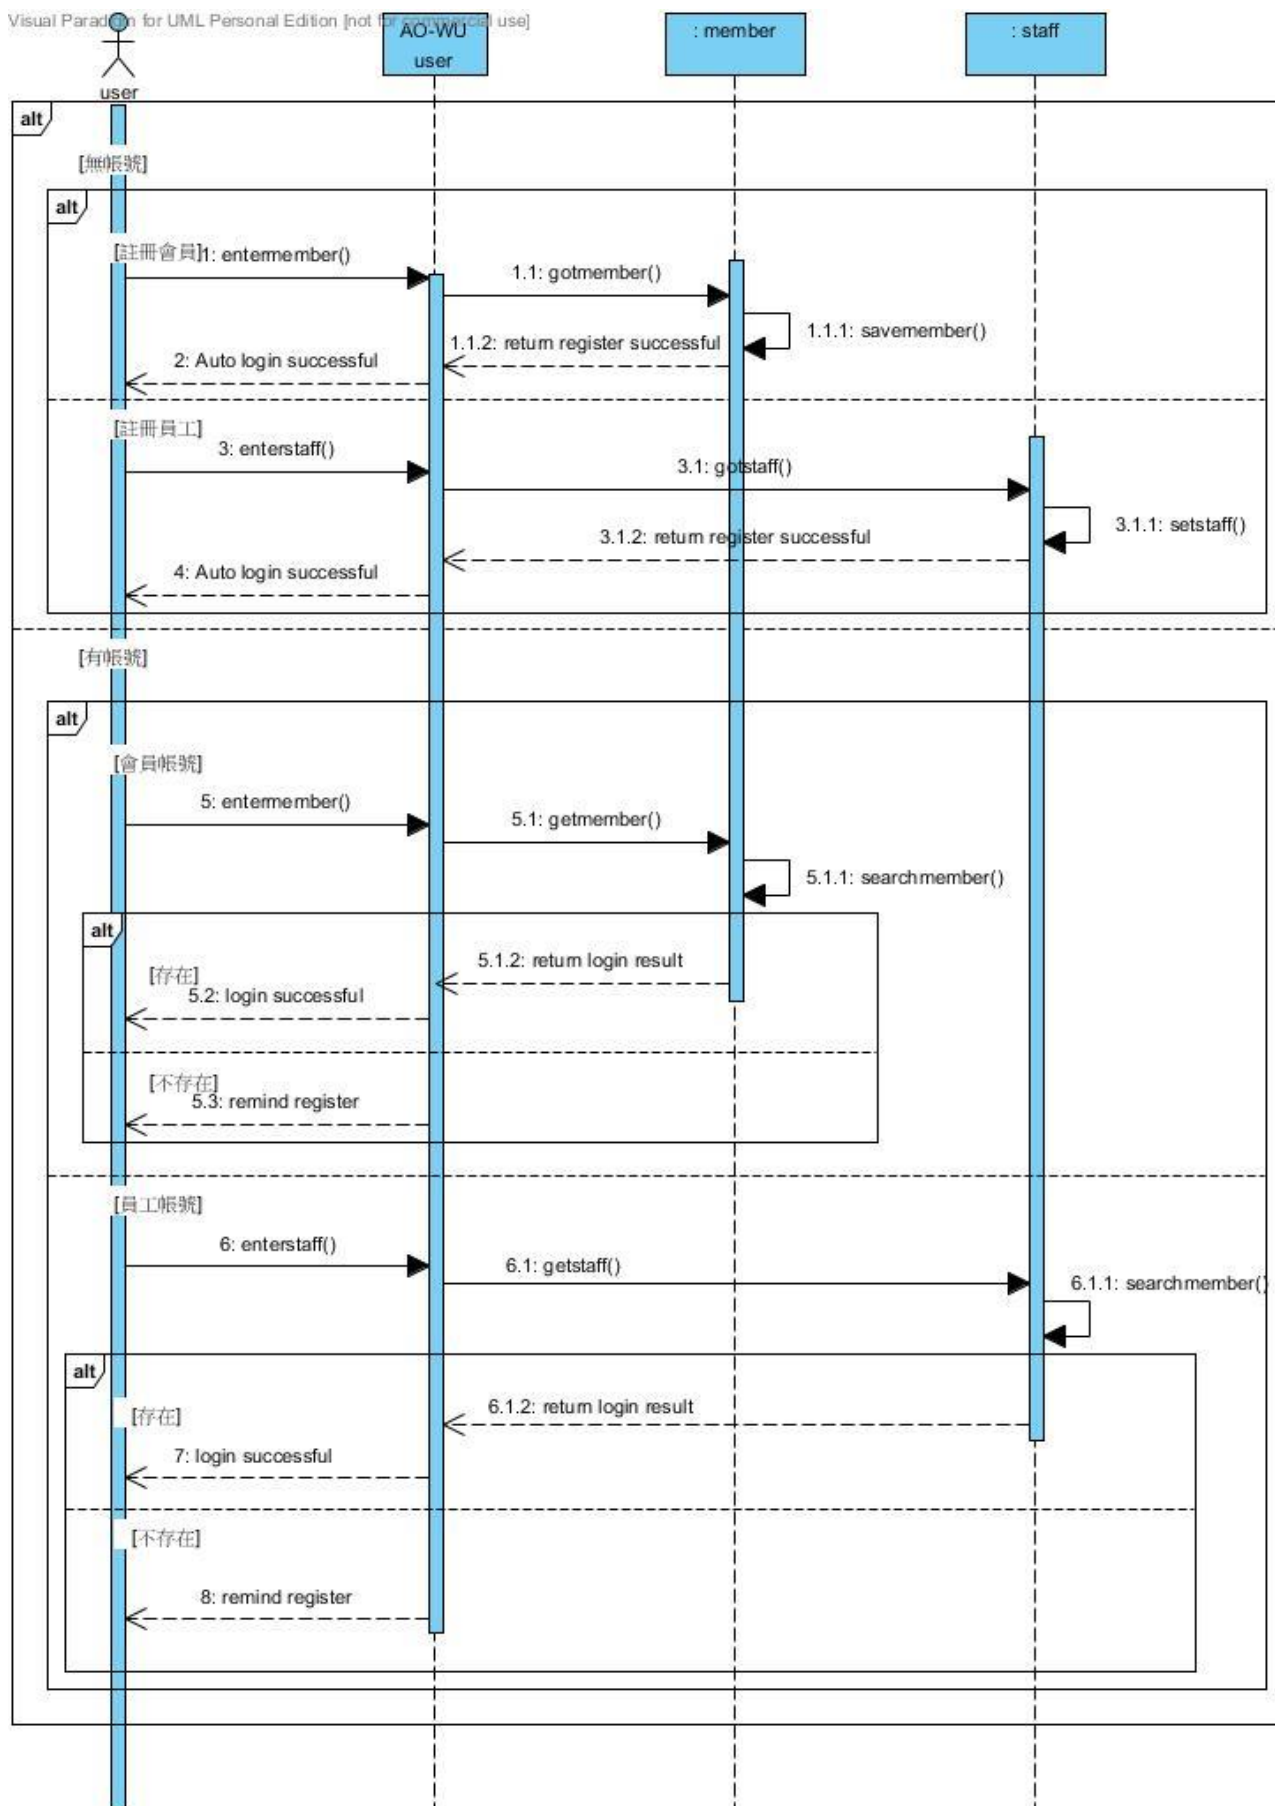 Visual Paradigm for UML Personal Edition [not for commercial use]
user
AO-WU
user
: member
: staff
alt
[無帳號]
alt
[註冊會員]
1: entermember()
1.1: gotmember()
1.1.1: savemember()
1.1.2: return register successful
2: Auto login successful
[註冊員工]
3: enterstaff()
3.1: gotstaff()
3.1.1: setstaff()
3.1.2: return register successful
4: Auto login successful
[有帳號]
alt
[會員帳號]
5: entermember()
5.1: getmember()
5.1.1: searchmember()
alt
5.1.2: return login result
[存在]
5.2: login successful
[不存在]
5.3: remind register
[員工帳號]
6: enterstaff()
6.1: getstaff()
6.1.1: searchmember()
alt
6.1.2: return login result
[存在]
7: login successful
[不存在]
8: remind register